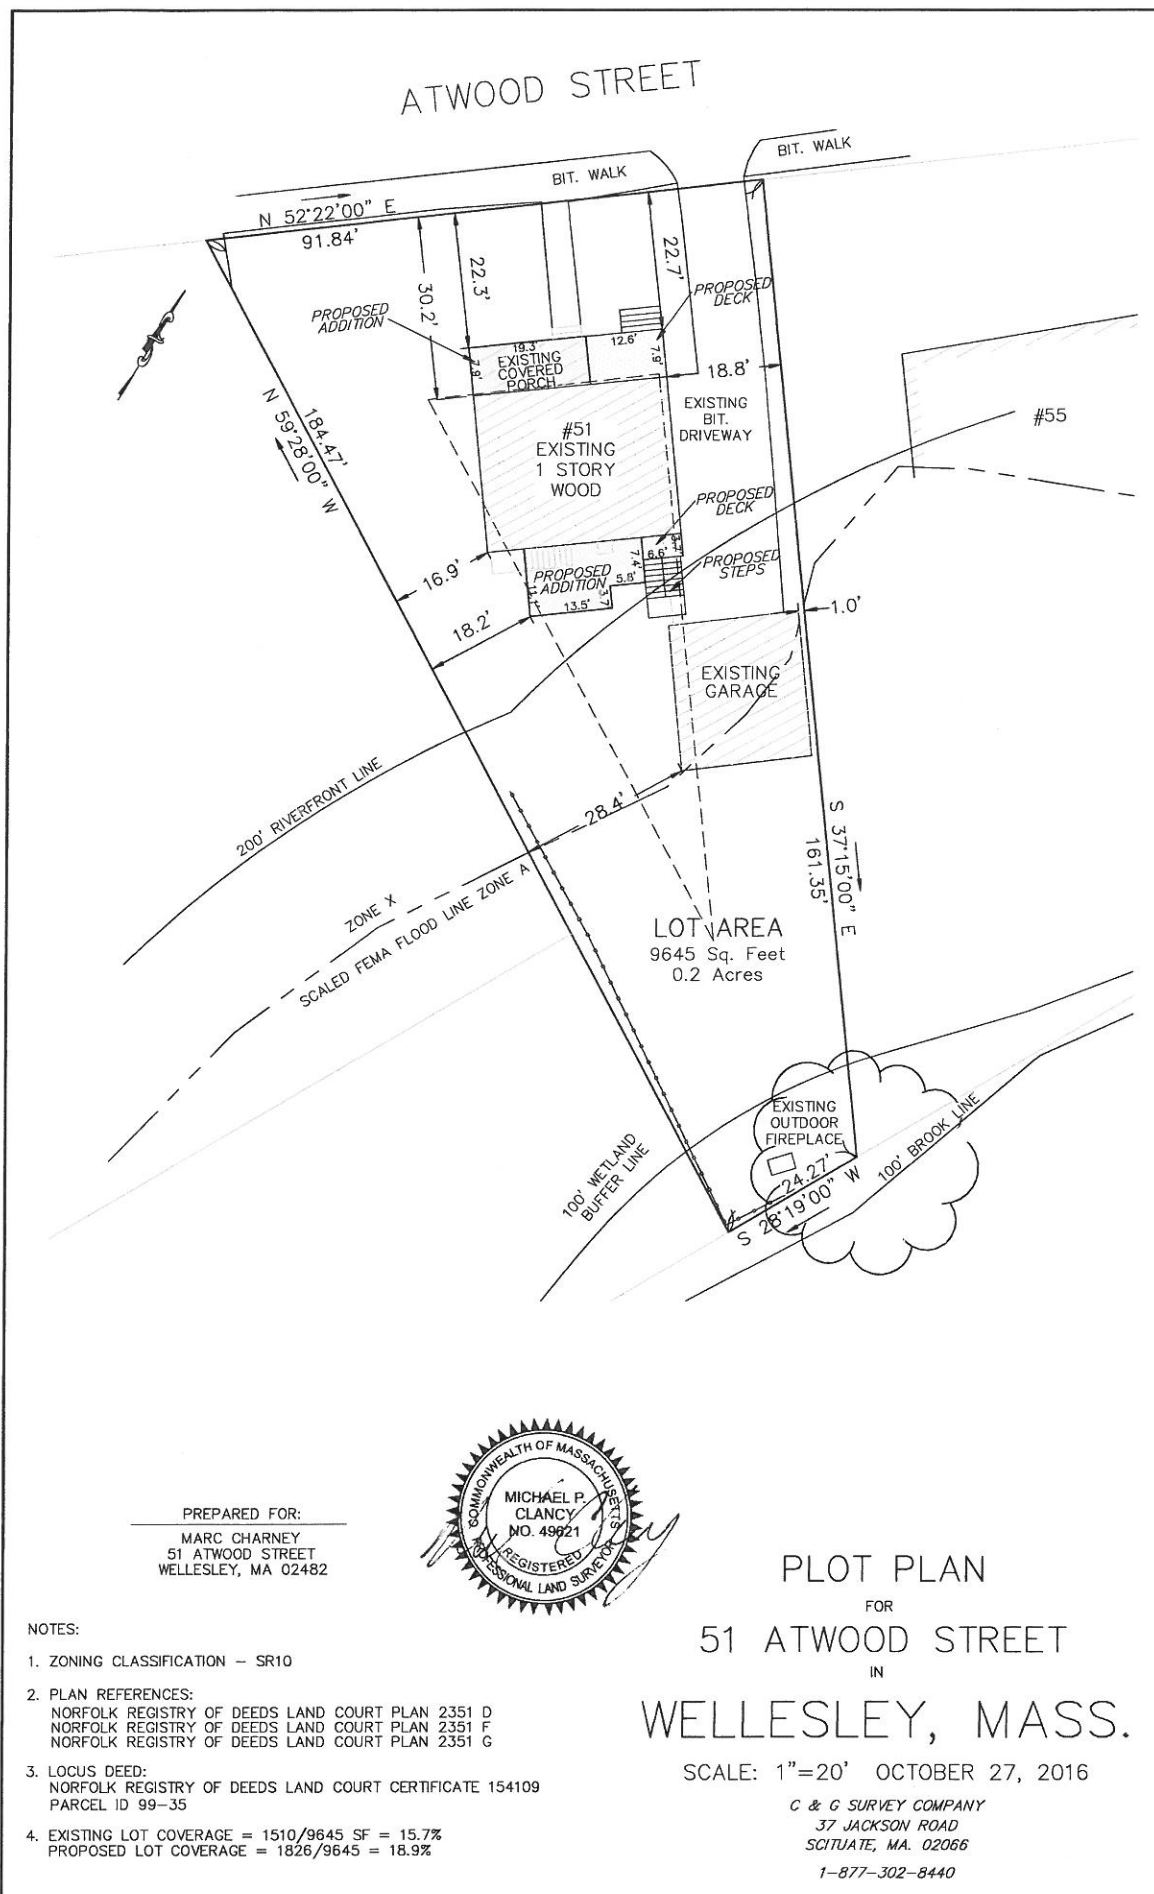 ATWOOD STREET
BIT. WALK
BIT. WALK
N 52°22'00" E
91.84'
22.3'
30.2'
22.7'
PROPOSED
ADDITION
PROPOSED
DECK
19.3'
12.6'
7.9'
7.9'
EXISTING
COVERED
PORCH
18.8'
EXISTING
BIT.
DRIVEWAY
#55
184.47'
N 59°28'00" W
#51
EXISTING
1 STORY
WOOD
PROPOSED
DECK
3.7'
6.6'
7.4'
PROPOSED
STEPS
PROPOSED
ADDITION
5.8'
3.7'
13.5'
16.9'
18.2'
1.0'
EXISTING
GARAGE
200' RIVERFRONT LINE
28.4'
S 37°15'00" E
161.35'
ZONE X
SCALED FEMA FLOOD LINE ZONE A
LOT AREA
9645 Sq. Feet
0.2 Acres
EXISTING
OUTDOOR
FIREPLACE
100' WETLAND
BUFFER LINE
24.27'
S 28°19'00" W
100' BROOK LINE
COMMONWEALTH OF MASSACHUSETTS
MICHAEL P.
CLANCY
NO. 49621
REGISTERED
PROFESSIONAL LAND SURVEYOR
PREPARED FOR:
MARC CHARNEY
51 ATWOOD STREET
WELLESLEY, MA 02482
PLOT PLAN
FOR
51 ATWOOD STREET
IN
WELLESLEY, MASS.
SCALE: 1"=20' OCTOBER 27, 2016
C & G SURVEY COMPANY
37 JACKSON ROAD
SCITUATE, MA. 02066
1-877-302-8440
NOTES:
1. ZONING CLASSIFICATION – SR10
2. PLAN REFERENCES:
NORFOLK REGISTRY OF DEEDS LAND COURT PLAN 2351 D
NORFOLK REGISTRY OF DEEDS LAND COURT PLAN 2351 F
NORFOLK REGISTRY OF DEEDS LAND COURT PLAN 2351 G
3. LOCUS DEED:
NORFOLK REGISTRY OF DEEDS LAND COURT CERTIFICATE 154109
PARCEL ID 99-35
4. EXISTING LOT COVERAGE = 1510/9645 SF = 15.7%
PROPOSED LOT COVERAGE = 1826/9645 = 18.9%